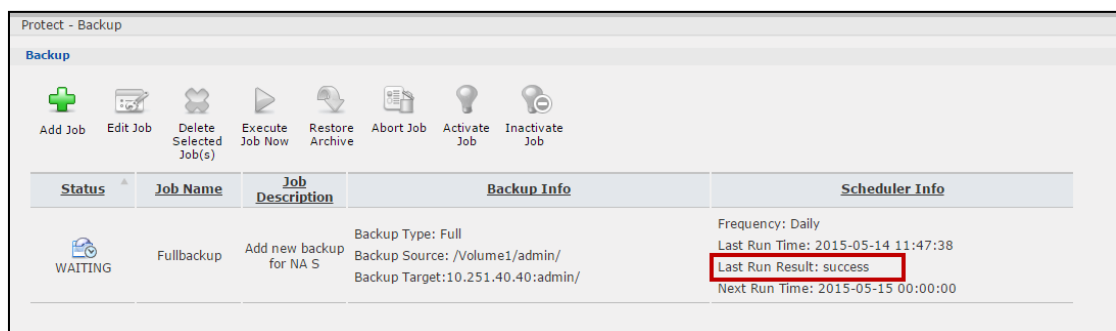 Protect - Backup
Backup
Add Job
Edit Job
Delete
Selected
Job(s)
Execute
Job Now
Restore
Archive
Abort Job
Activate
Job
Inactivate
Job
Status
Job Name
Job
Description
Backup Info
Scheduler Info
WAITING
Fullbackup
Add new backup
for NA S
Backup Type: Full
Backup Source: /Volume1/admin/
Backup Target:10.251.40.40:admin/
Frequency: Daily
Last Run Time: 2015-05-14 11:47:38
Last Run Result: success
Next Run Time: 2015-05-15 00:00:00